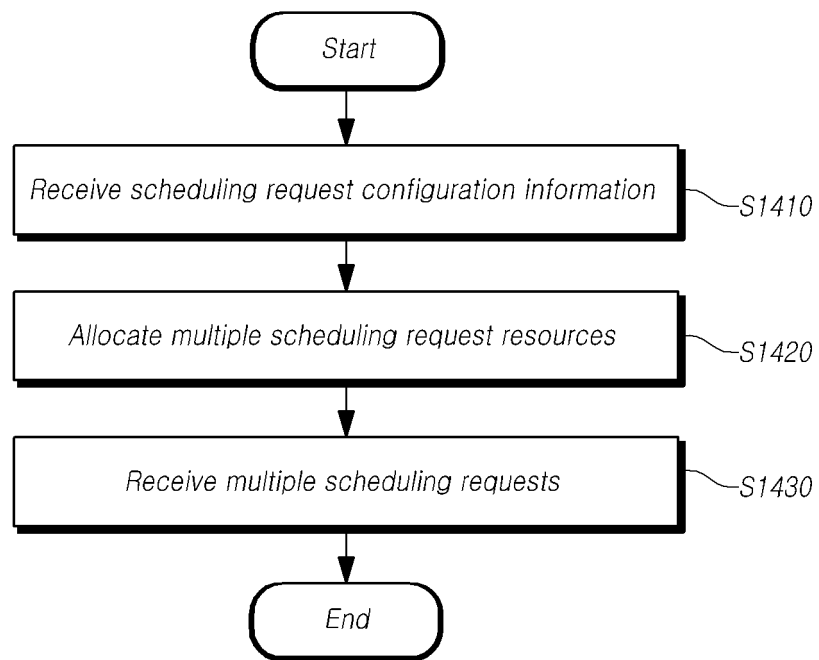 Start
Receive scheduling request configuration information
S1410
Allocate multiple scheduling request resources
S1420
Receive multiple scheduling requests
S1430
End